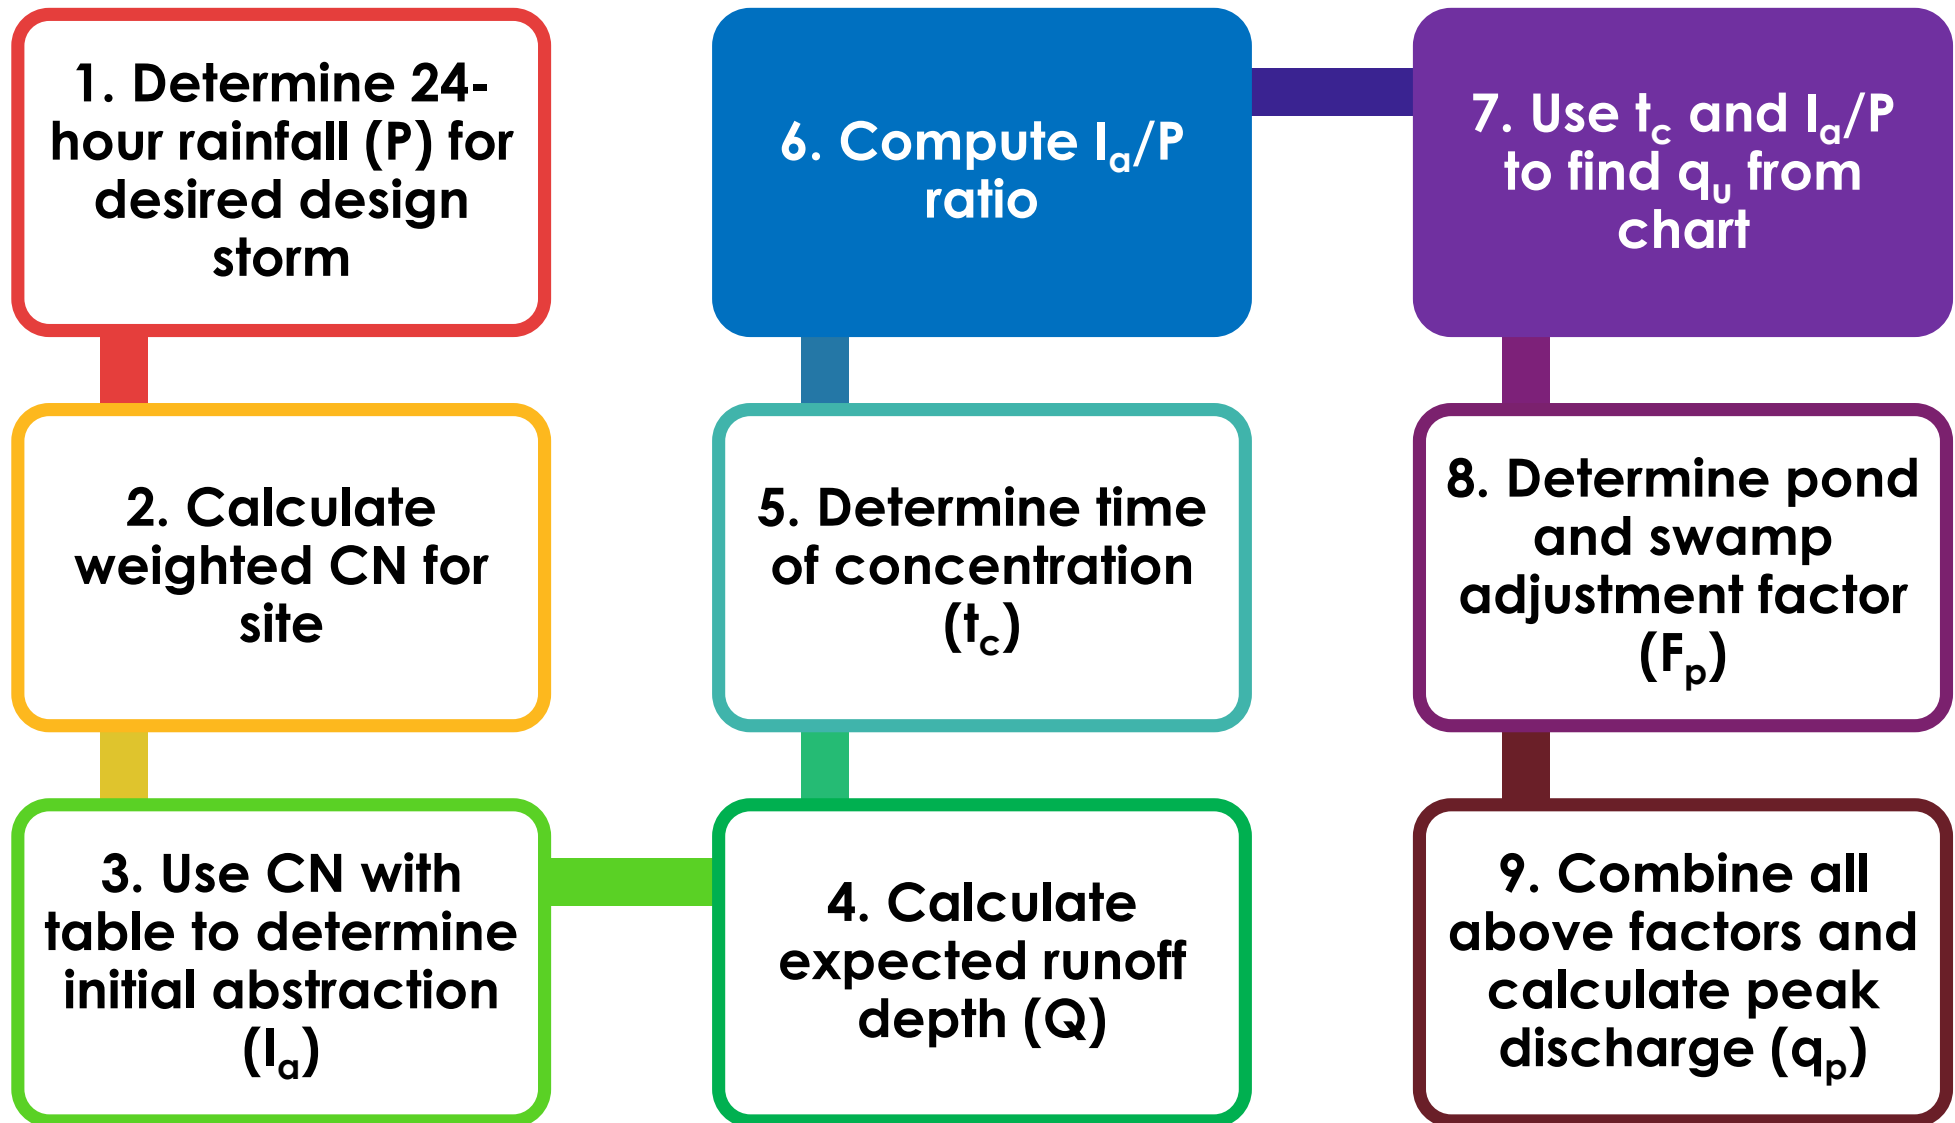 1. Determine 24-
hour rainfall (P) for
desired design
storm
2. Calculate
weighted CN for
site
3. Use CN with
table to determine
initial abstraction
(Iₐ)
4. Calculate
expected runoff
depth (Q)
5. Determine time
of concentration
(t_c)
6. Compute Iₐ/P
ratio
7. Use t_c and Iₐ/P
to find qᵤ from
chart
8. Determine pond
and swamp
adjustment factor
(Fₚ)
9. Combine all
above factors and
calculate peak
discharge (qₚ)